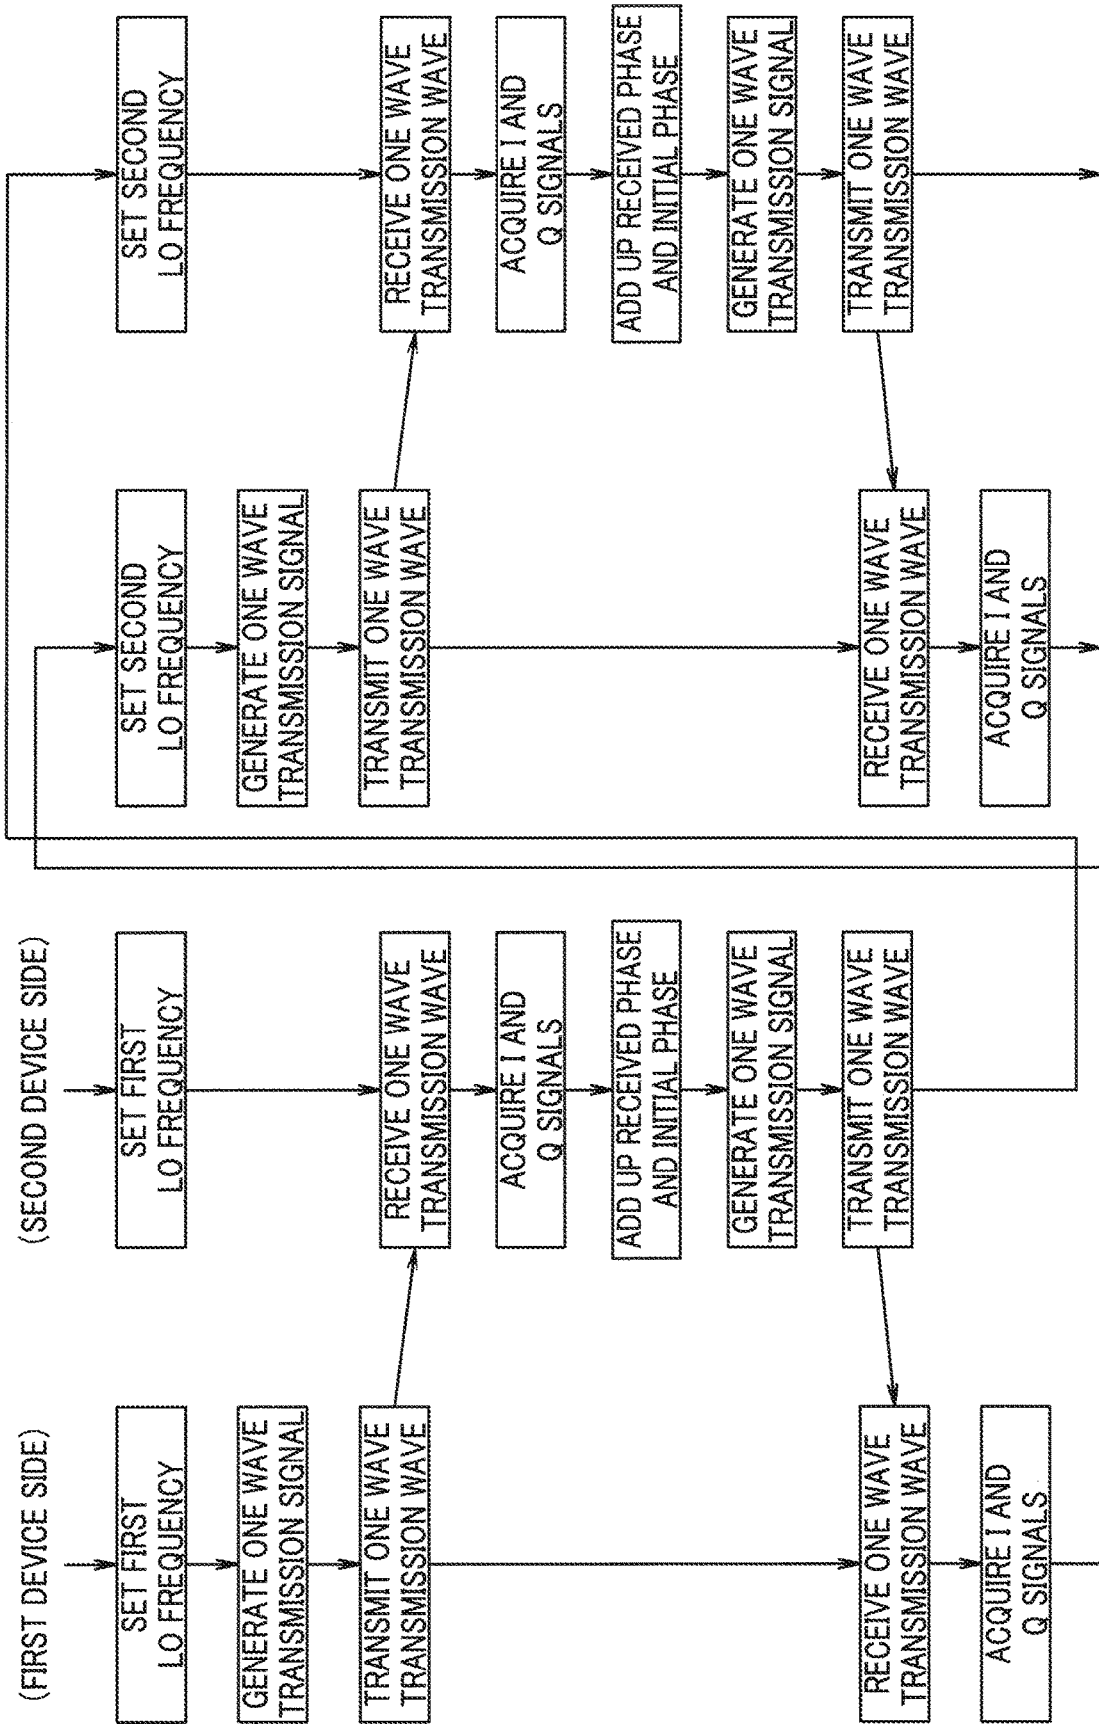 (FIRST DEVICE SIDE)
SET FIRST
LO FREQUENCY
GENERATE ONE WAVE
TRANSMISSION SIGNAL
TRANSMIT ONE WAVE
TRANSMISSION WAVE
RECEIVE ONE WAVE
TRANSMISSION WAVE
ACQUIRE I AND
Q SIGNALS
(SECOND DEVICE SIDE)
SET FIRST
LO FREQUENCY
RECEIVE ONE WAVE
TRANSMISSION WAVE
ACQUIRE I AND
Q SIGNALS
ADD UP RECEIVED PHASE
AND INITIAL PHASE
GENERATE ONE WAVE
TRANSMISSION SIGNAL
TRANSMIT ONE WAVE
TRANSMISSION WAVE
SET SECOND
LO FREQUENCY
GENERATE ONE WAVE
TRANSMISSION SIGNAL
TRANSMIT ONE WAVE
TRANSMISSION WAVE
RECEIVE ONE WAVE
TRANSMISSION WAVE
ACQUIRE I AND
Q SIGNALS
SET SECOND
LO FREQUENCY
RECEIVE ONE WAVE
TRANSMISSION WAVE
ACQUIRE I AND
Q SIGNALS
ADD UP RECEIVED PHASE
AND INITIAL PHASE
GENERATE ONE WAVE
TRANSMISSION SIGNAL
TRANSMIT ONE WAVE
TRANSMISSION WAVE